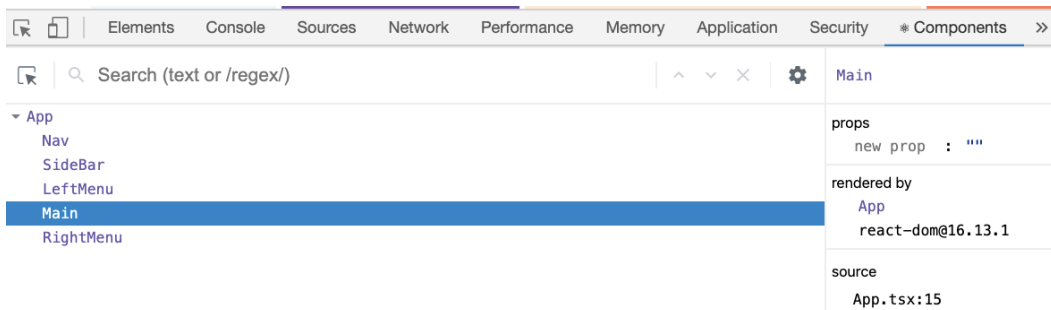 Elements Console Sources Network Performance Memory Application Security ⚛ Components »
Search (text or /regex/)
App
Nav
SideBar
LeftMenu
Main
RightMenu
Main
props
new prop : ""
rendered by
App
react-dom@16.13.1
source
App.tsx:15